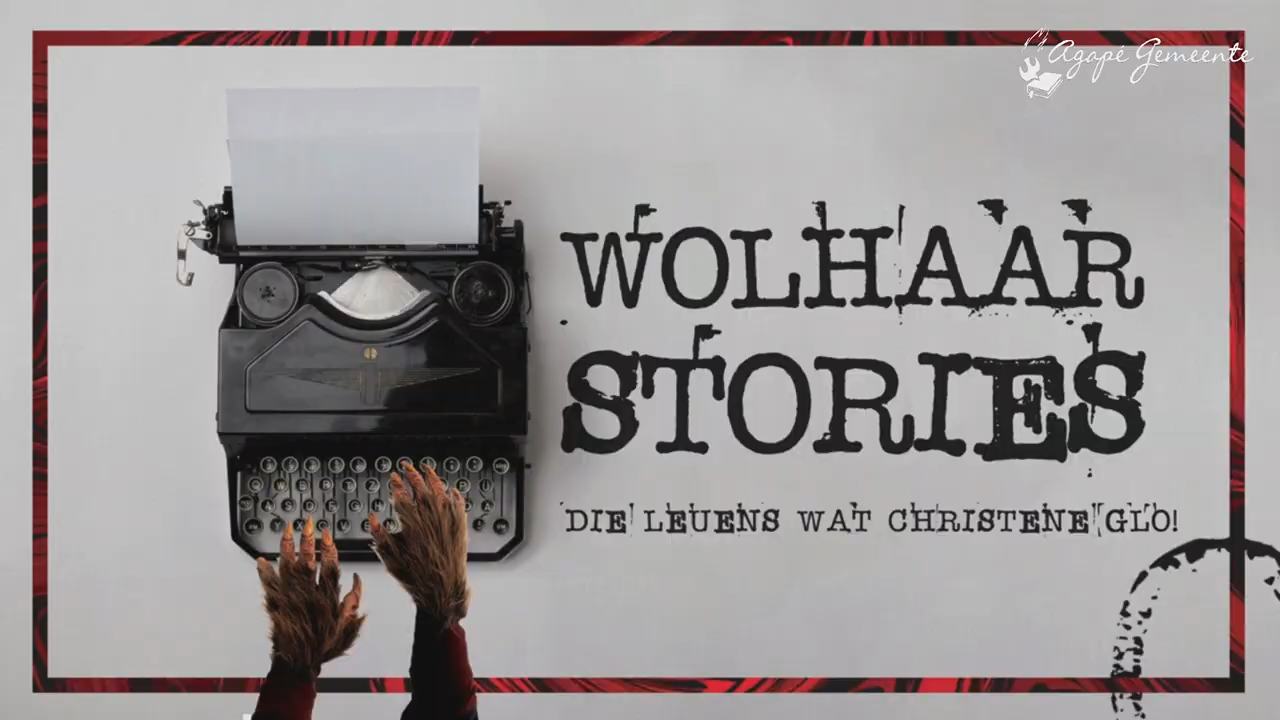 Agapé Gemeente
WOLHAAR
STORIES
DIE LEUENS WAT CHRISTENE GLO!